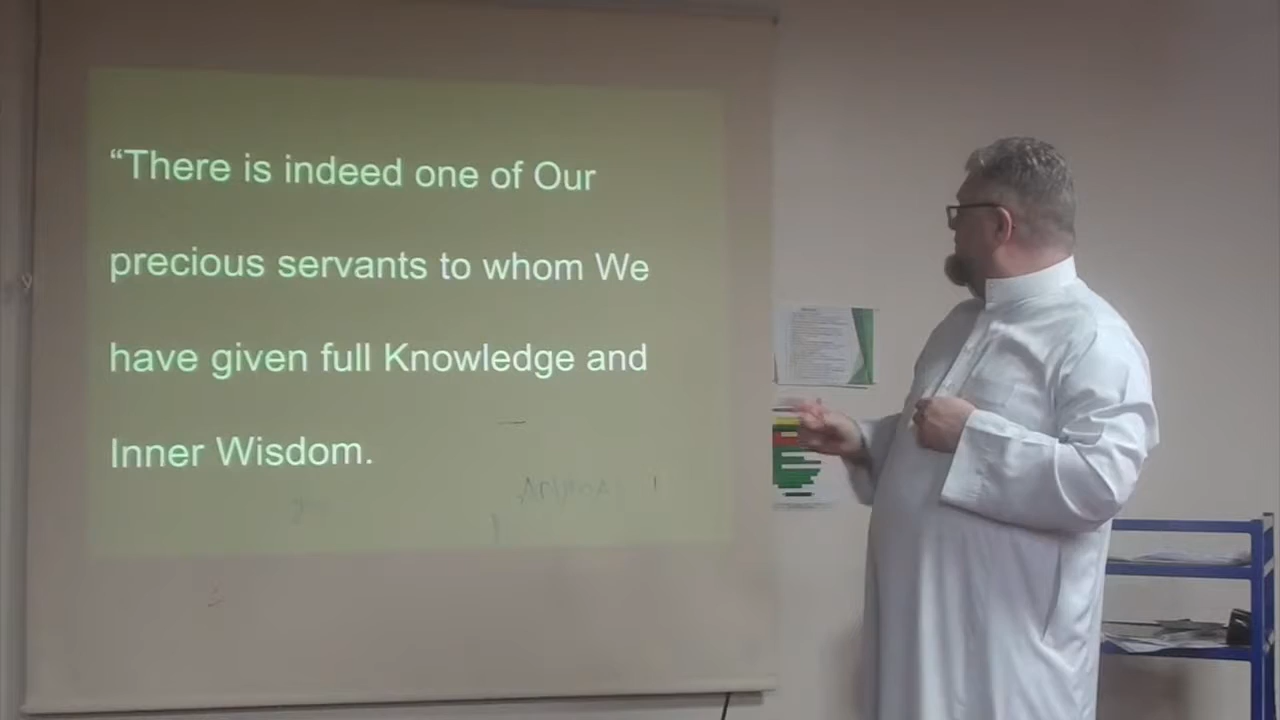 “There is indeed one of Our
precious servants to whom We
have given full Knowledge and
Inner Wisdom.